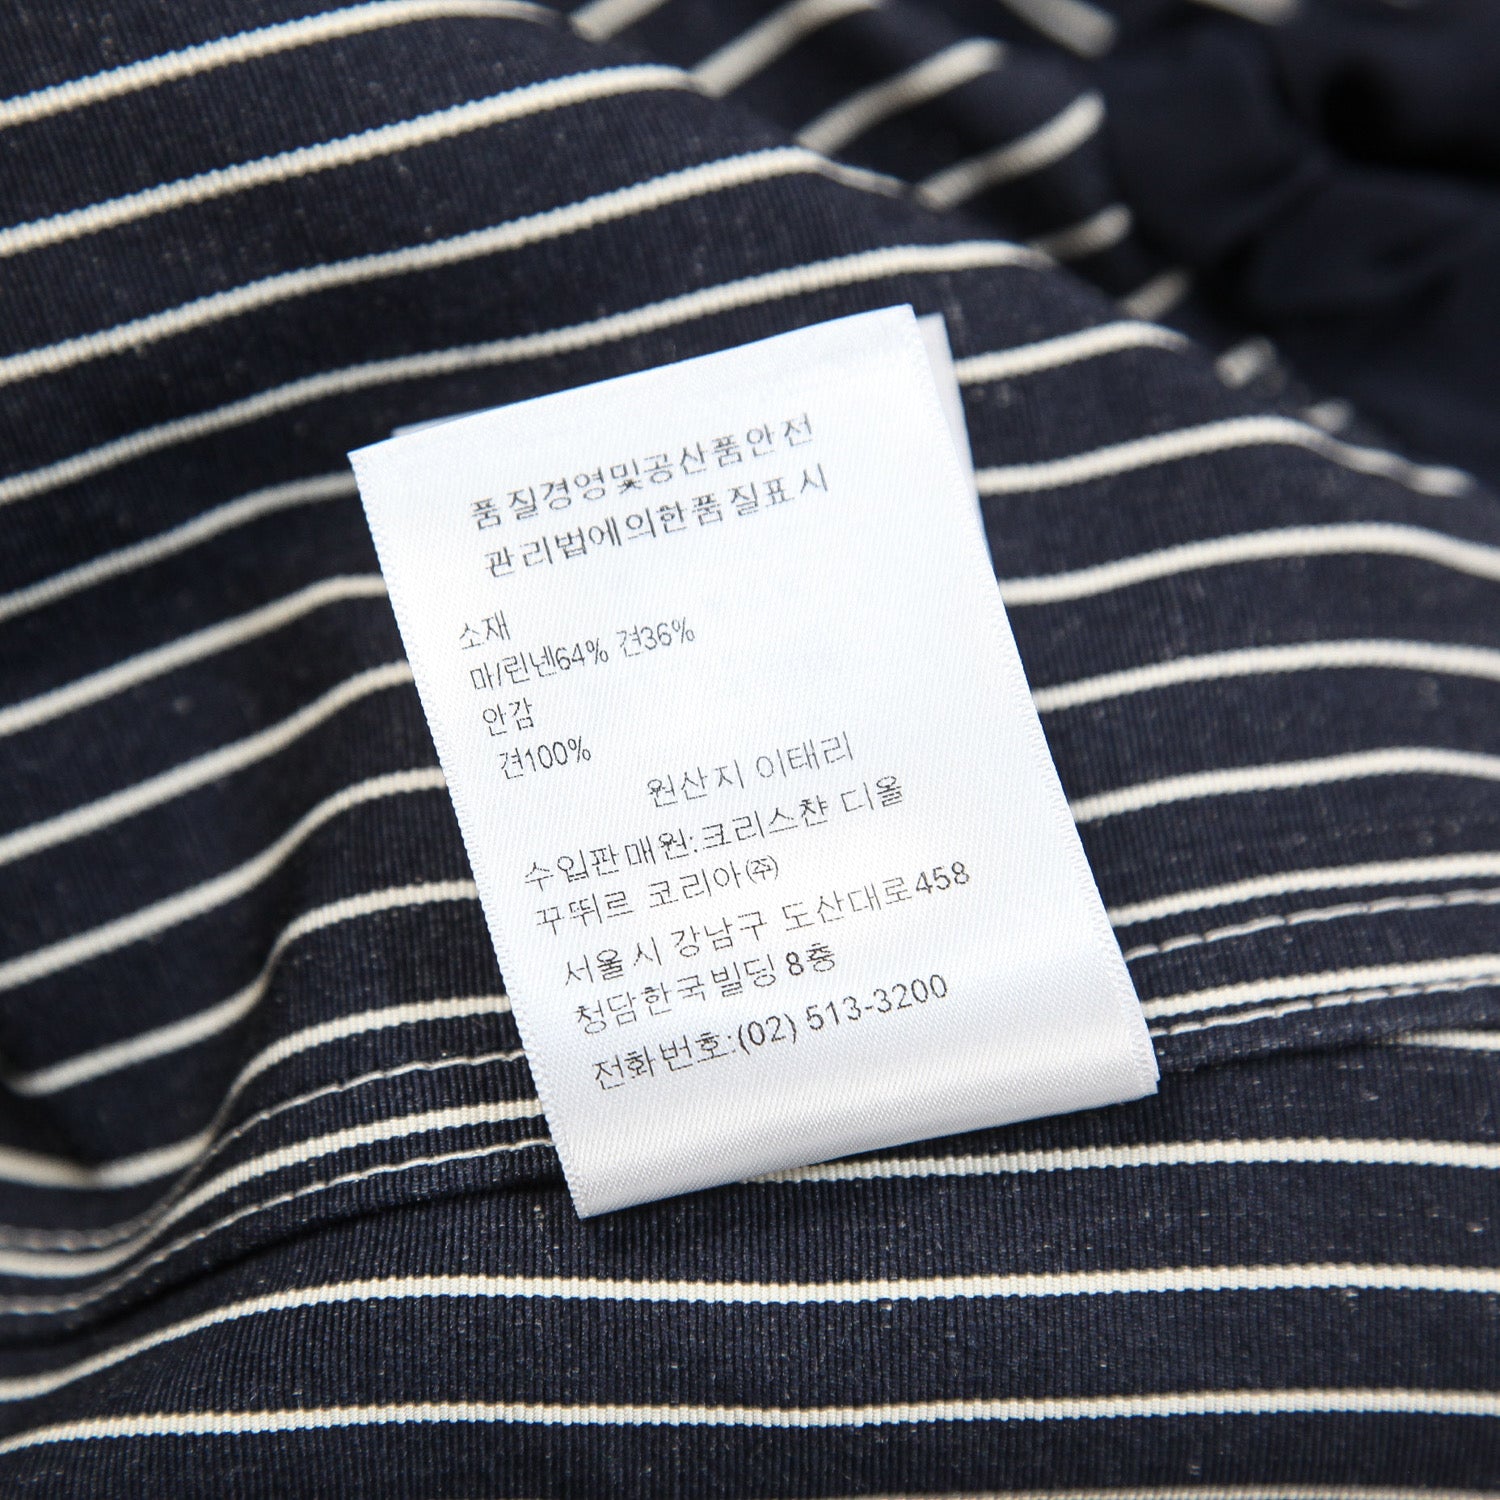 품질경영및공산품안전
관리법에의한품질표시
소재
마/린넨64% 견36%
안감
견100%
원산지 이태리
수입판매원:크리스챤 디올
꾸뛰르 코리아㈜
서울시 강남구 도산대로458
청담한국빌딩 8층
전화번호:(02) 513-3200